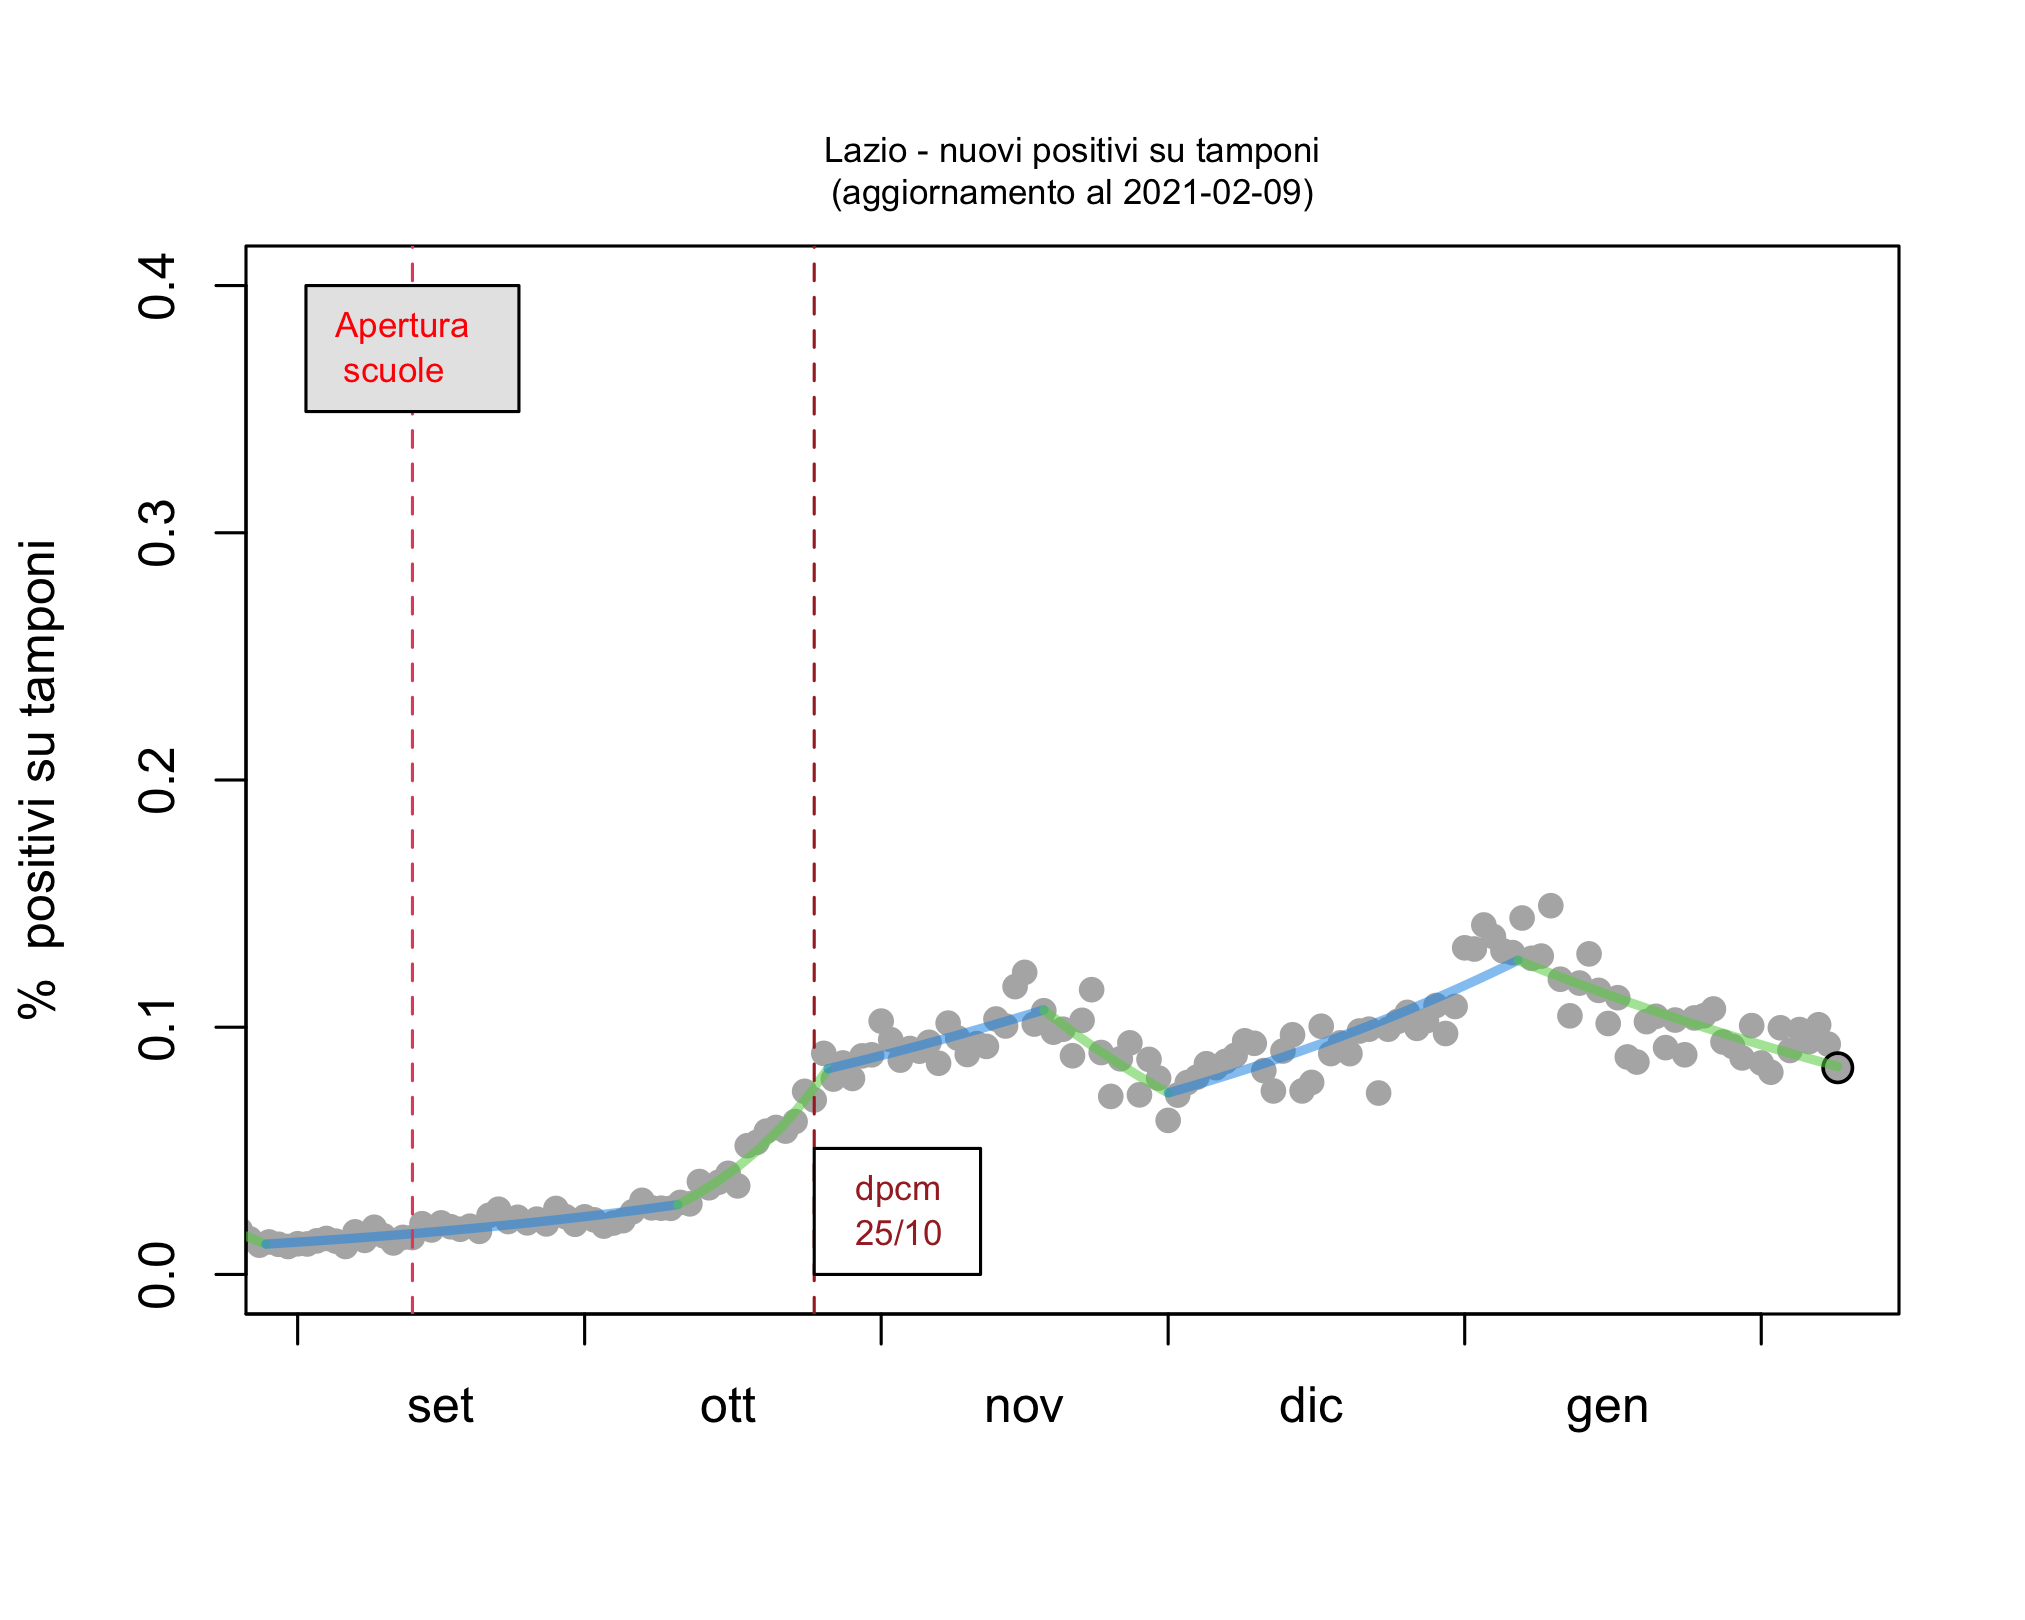 Lazio - nuovi positivi su tamponi
(aggiornamento al 2021-02-09)
% positivi su tamponi
0.4
0.3
0.2
0.1
0.0
Apertura
scuole
dpcm
25/10
set
ott
nov
dic
gen